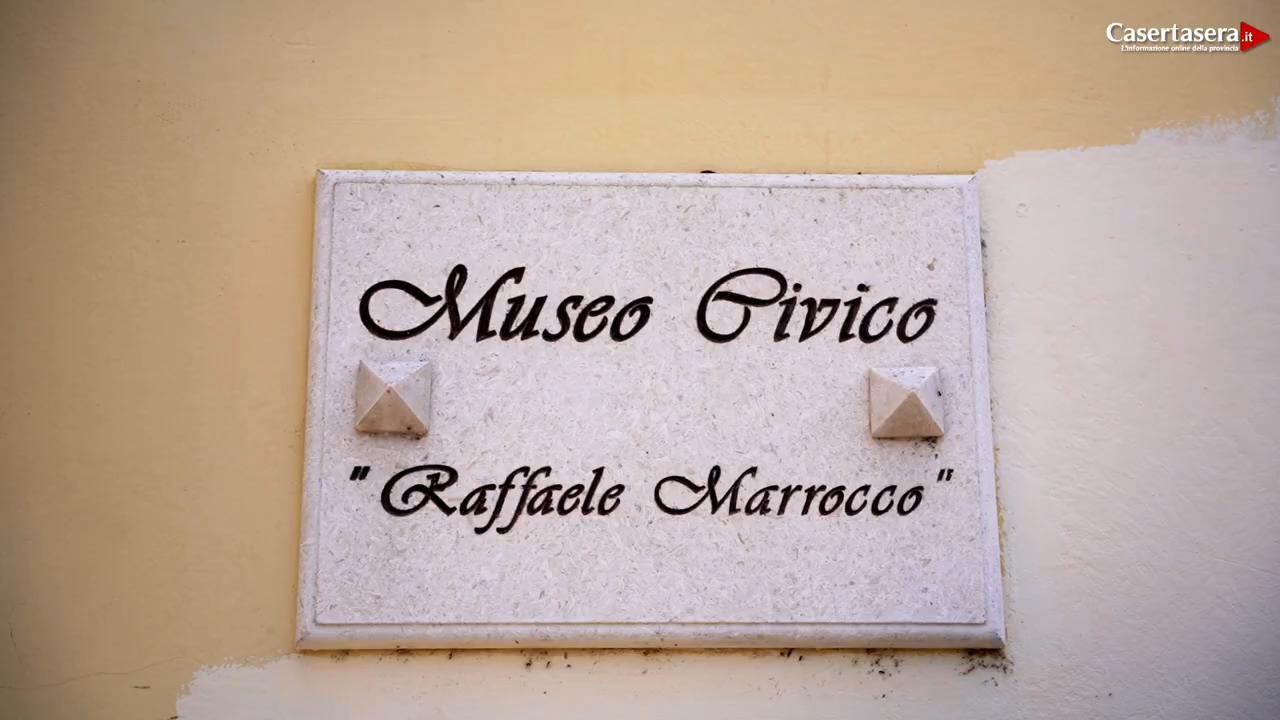 Casertasera.it
L'informazione online della provincia
Museo Civico
"Raffaele Marrocco"